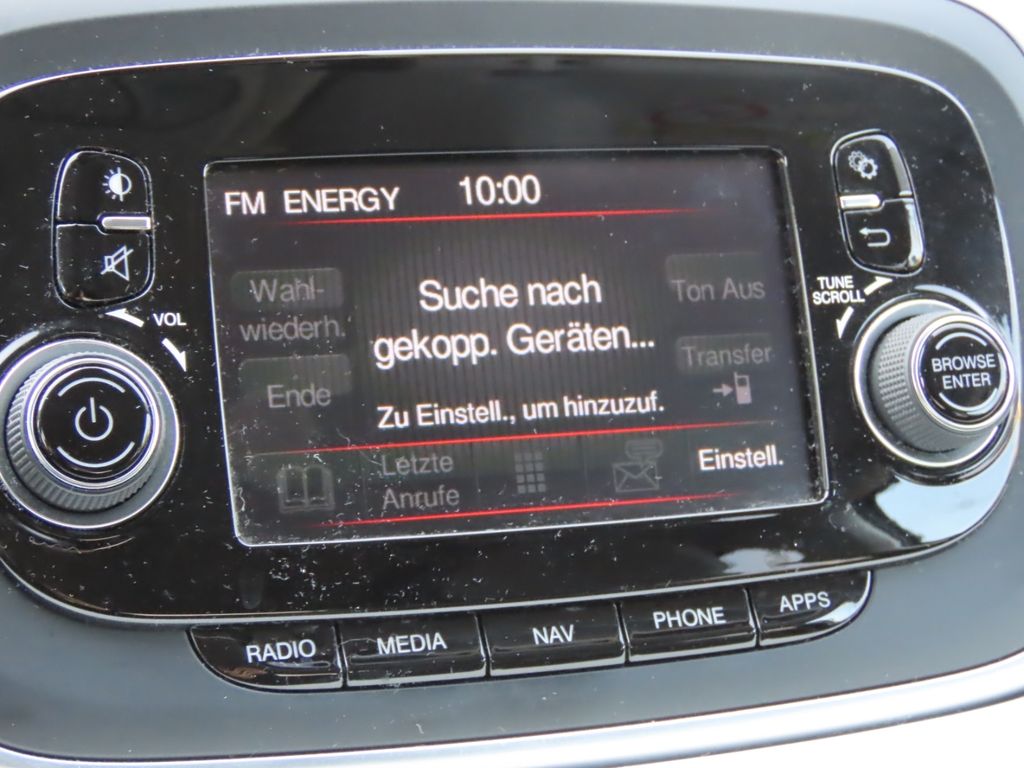 FM ENERGY 10:00
Wahl-
wiederh.
Ende
Suche nach
gekopp. Geräten...
Zu Einstell., um hinzuzuf.
Ton Aus
Transfer
Letzte
Anrufe
Einstell.
VOL
TUNE
SCROLL
BROWSE
ENTER
RADIO
MEDIA
NAV
PHONE
APPS